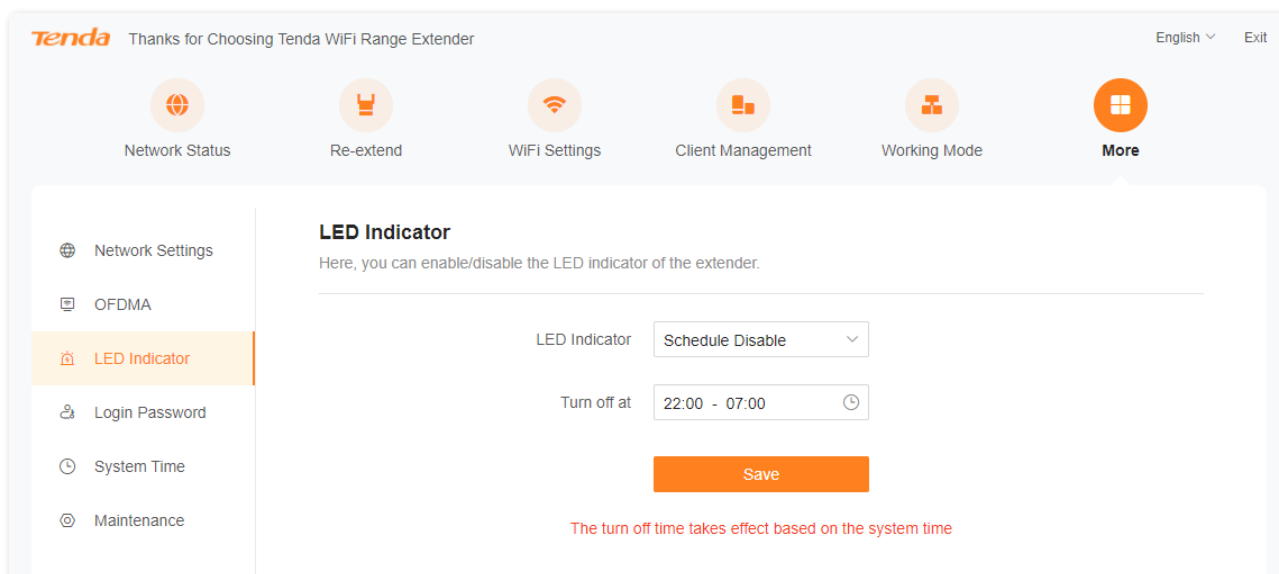 Tenda Thanks for Choosing Tenda WiFi Range Extender English Exit
Network Status Re-extend WiFi Settings Client Management Working Mode More
LED Indicator
Here, you can enable/disable the LED indicator of the extender.
Network Settings
OFDMA
LED Indicator
Login Password
System Time
Maintenance
LED Indicator Schedule Disable
Turn off at 22:00 - 07:00
Save
The turn off time takes effect based on the system time